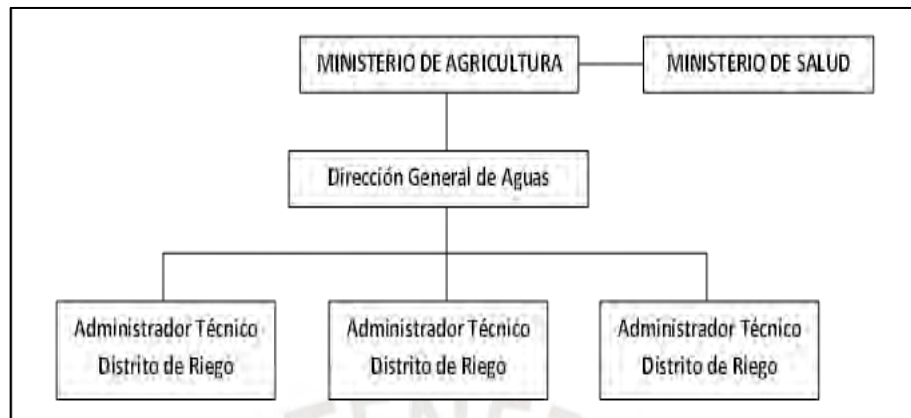 MINISTERIO DE AGRICULTURA
MINISTERIO DE SALUD
Dirección General de Aguas
Administrador Técnico
Distrito de Riego
Administrador Técnico
Distrito de Riego
Administrador Técnico
Distrito de Riego